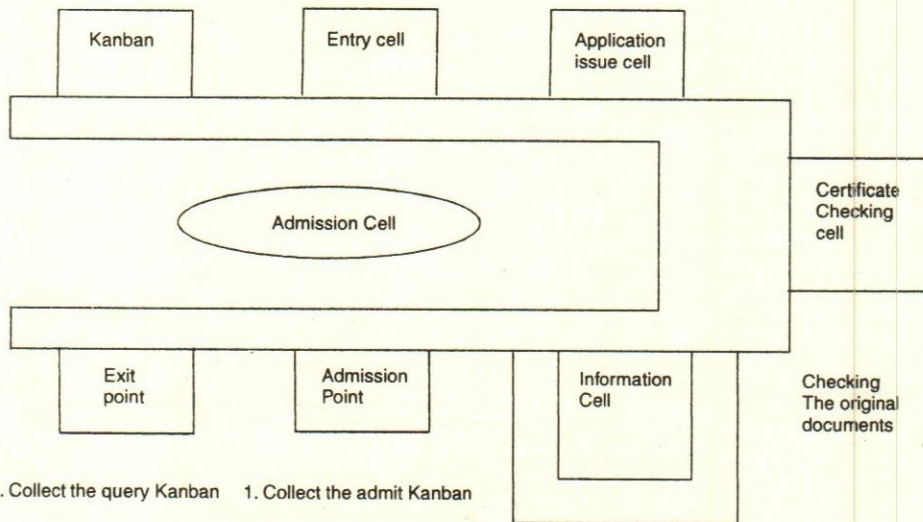 Kanban
Entry cell
Application
issue cell
Admission Cell
Certificate
Checking
cell
Exit
point
Admission
Point
Information
Cell
Checking
The original
documents
. Collect the query Kanban
1. Collect the admit Kanban